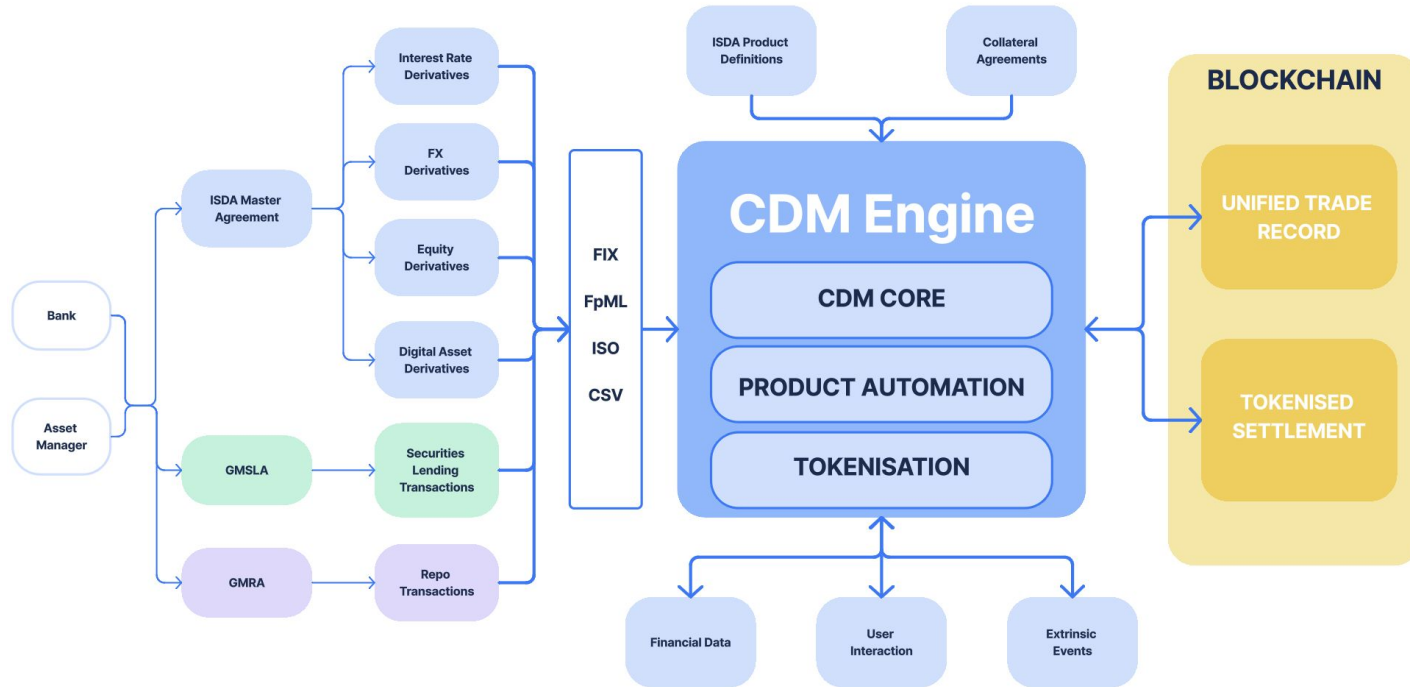 Bank
Asset
Manager
ISDA Master
Agreement
GMSLA
GMRA
Interest Rate
Derivatives
FX
Derivatives
Equity
Derivatives
Digital Asset
Derivatives
Securities
Lending
Transactions
Repo
Transactions
FIX
FpML
ISO
CSV
ISDA Product
Definitions
Collateral
Agreements
CDM Engine
CDM CORE
PRODUCT AUTOMATION
TOKENISATION
Financial Data
User
Interaction
Extrinsic
Events
BLOCKCHAIN
UNIFIED TRADE
RECORD
TOKENISED
SETTLEMENT